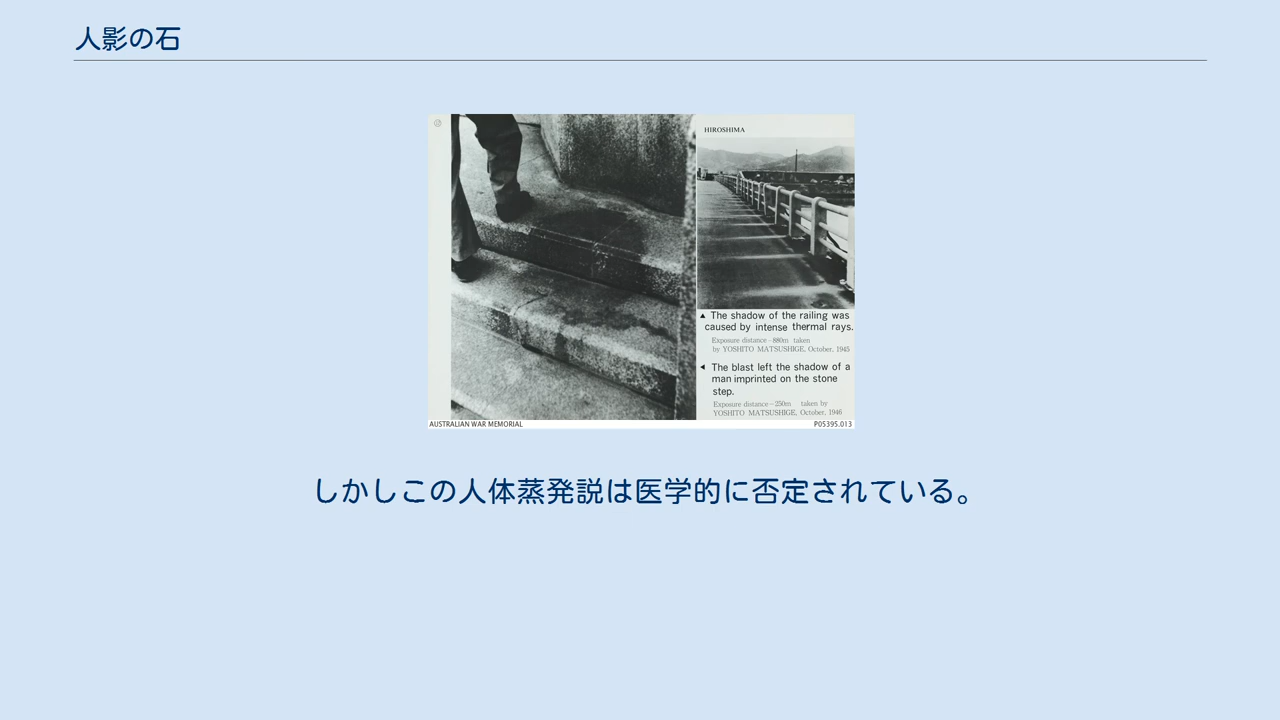 人影の石
HIROSHIMA
▲ The shadow of the railing was
caused by intense thermal rays.
Exposure distance–880m taken
by YOSHITO MATSUSHIGE, October, 1945
◀ The blast left the shadow of a
man imprinted on the stone
step.
Exposure distance–250m taken by
YOSHITO MATSUSHIGE, October, 1946
AUSTRALIAN WAR MEMORIAL
P05395.013
しかしこの人体蒸発説は医学的に否定されている。